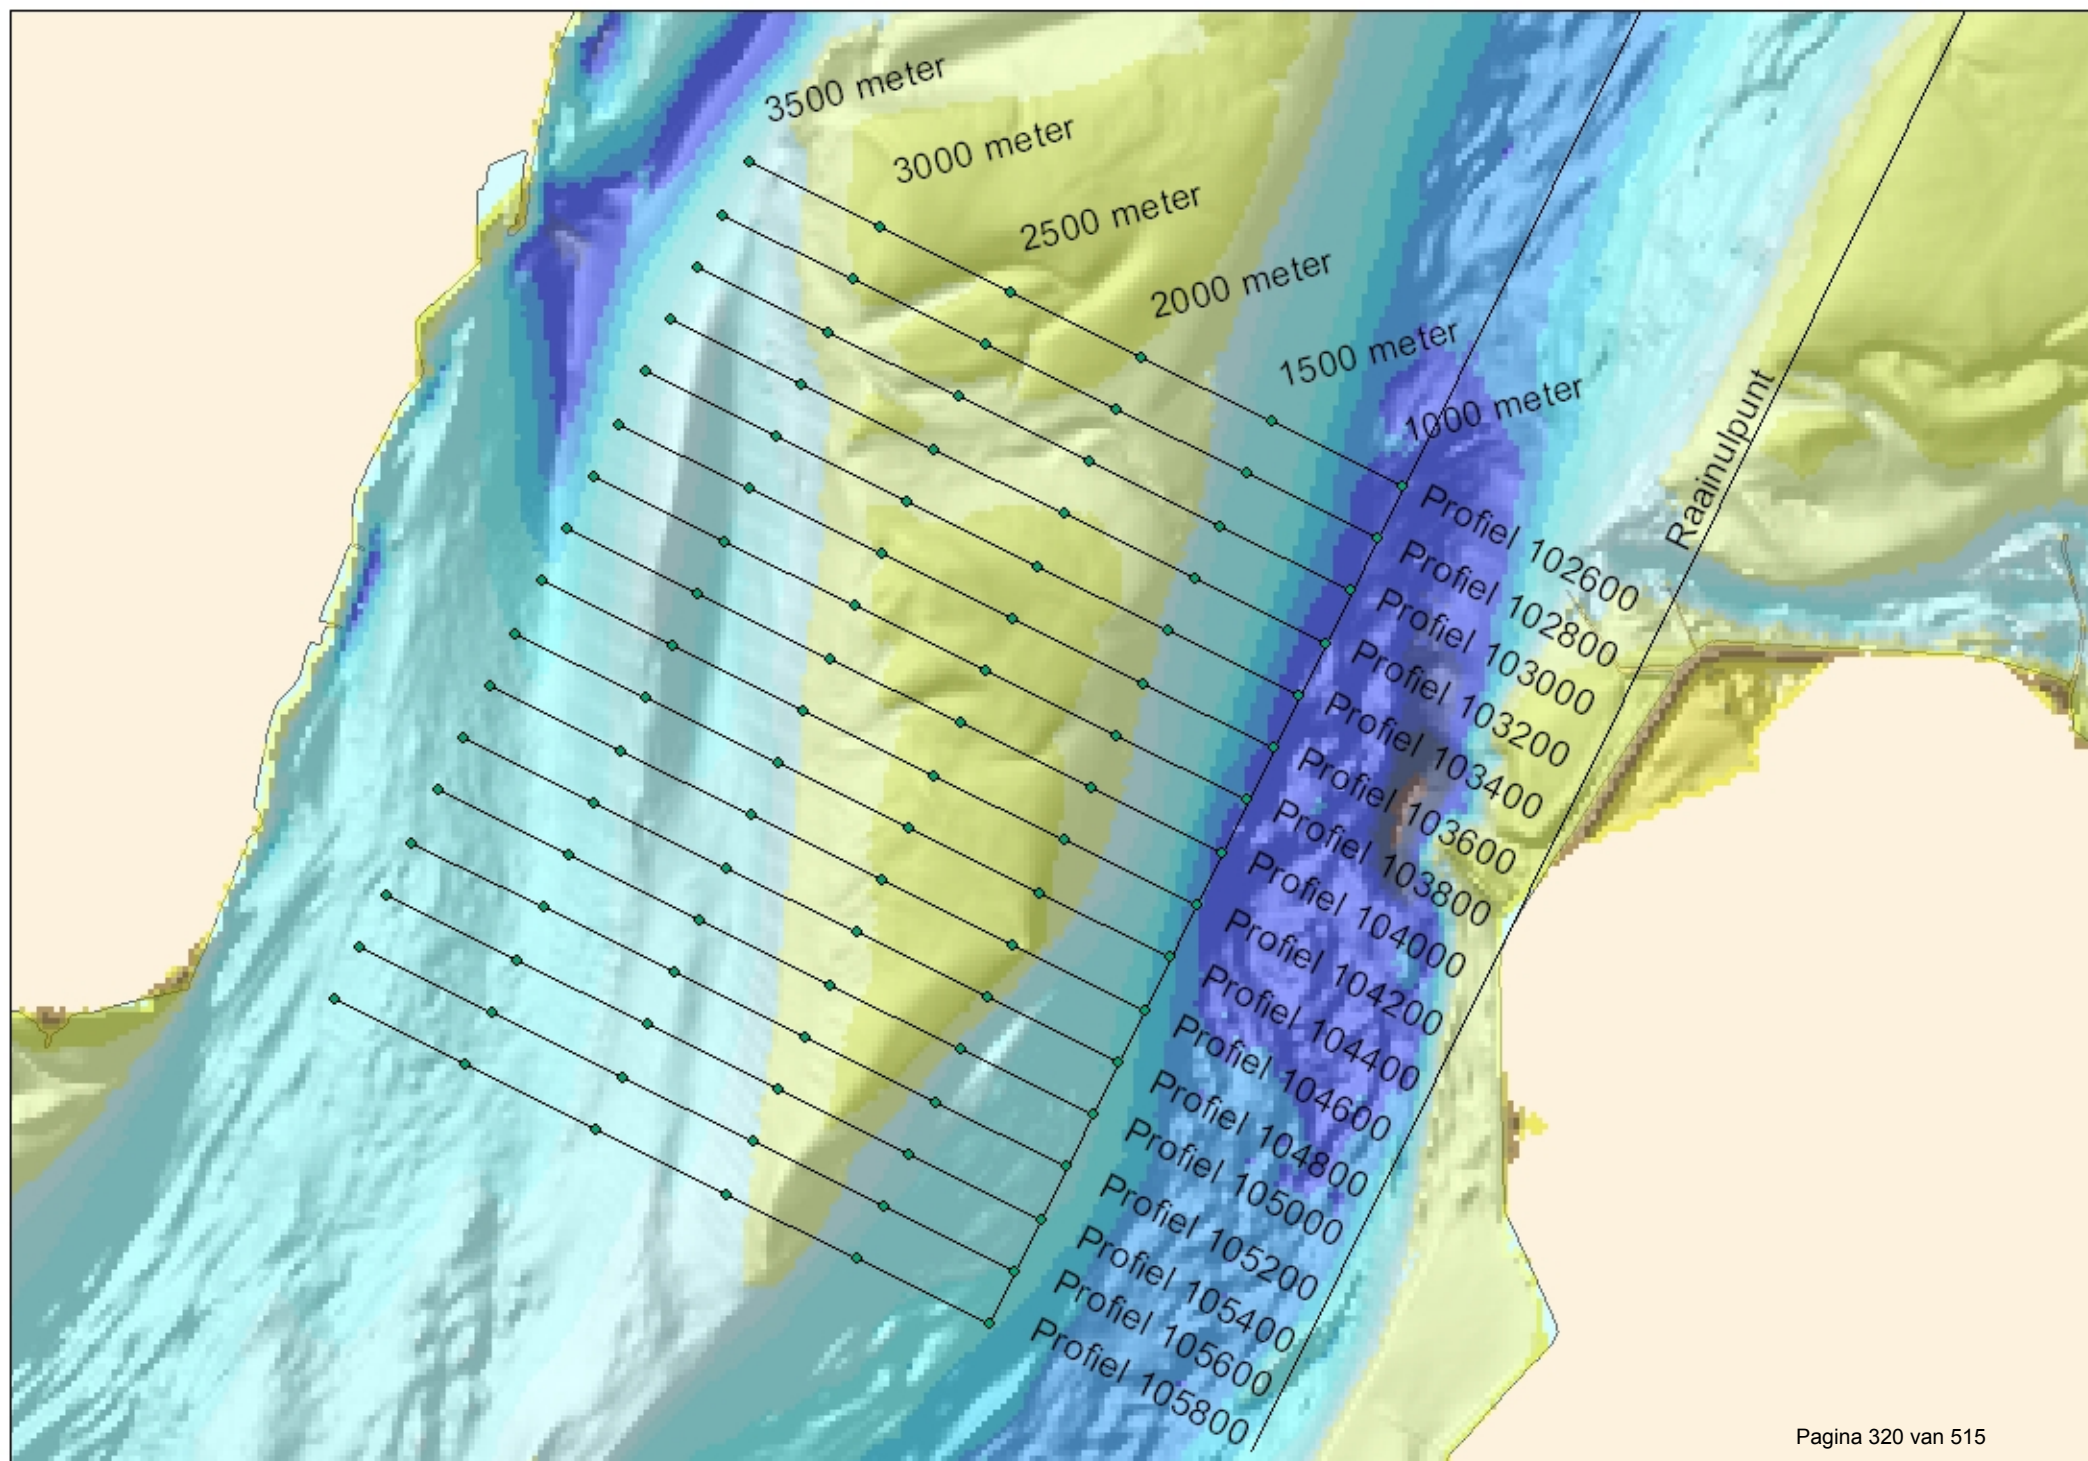 3500 meter
3000 meter
2500 meter
2000 meter
1500 meter
1000 meter
Raainulpunt
Profiel 102600
Profiel 102800
Profiel 103000
Profiel 103200
Profiel 103400
Profiel 103600
Profiel 103800
Profiel 104000
Profiel 104200
Profiel 104400
Profiel 104600
Profiel 104800
Profiel 105000
Profiel 105200
Profiel 105400
Profiel 105600
Profiel 105800
Pagina 320 van 515